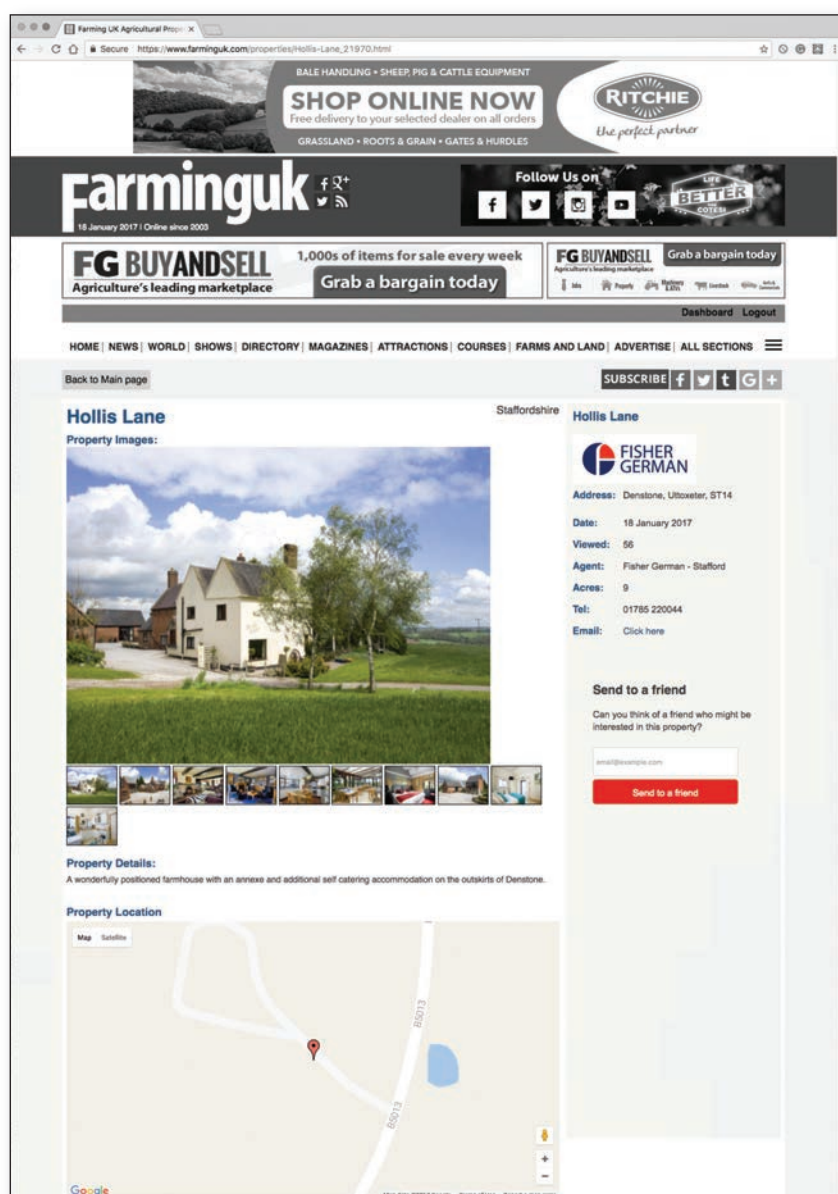 Farming UK Agricultural Prope
Secure https://www.farminguk.com/properties/Hollis-Lane_21970.html
BALE HANDLING • SHEEP, PIG & CATTLE EQUIPMENT
SHOP ONLINE NOW
Free delivery to your selected dealer on all orders
GRASSLAND • ROOTS & GRAIN • GATES & HURDLES
RITCHIE
the perfect partner
Farminguk
18 January 2017 | Online since 2003
Follow Us on
LIFE
BETTER
COTESI
FG BUYANDSELL
Agriculture's leading marketplace
1,000s of items for sale every week
Grab a bargain today
FG BUYANDSELL
Agriculture's leading marketplace
Grab a bargain today
Jobs Property Machinery & ATVs Livestock
Dashboard Logout
HOME| NEWS| WORLD| SHOWS| DIRECTORY| MAGAZINES| ATTRACTIONS| COURSES| FARMS AND LAND| ADVERTISE| ALL SECTIONS
Back to Main page
SUBSCRIBE
Hollis Lane
Staffordshire
Property Images:
Property Details:
A wonderfully positioned farmhouse with an annexe and additional self catering accommodation on the outskirts of Denstone.
Property Location
Map Satellite
B5013
B5013
Google
Hollis Lane
FISHER
GERMAN
Address: Denstone, Uttoxeter, ST14
Date: 18 January 2017
Viewed: 56
Agent: Fisher German - Stafford
Acres: 9
Tel: 01785 220044
Email: Click here
Send to a friend
Can you think of a friend who might be
interested in this property?
email@example.com
Send to a friend